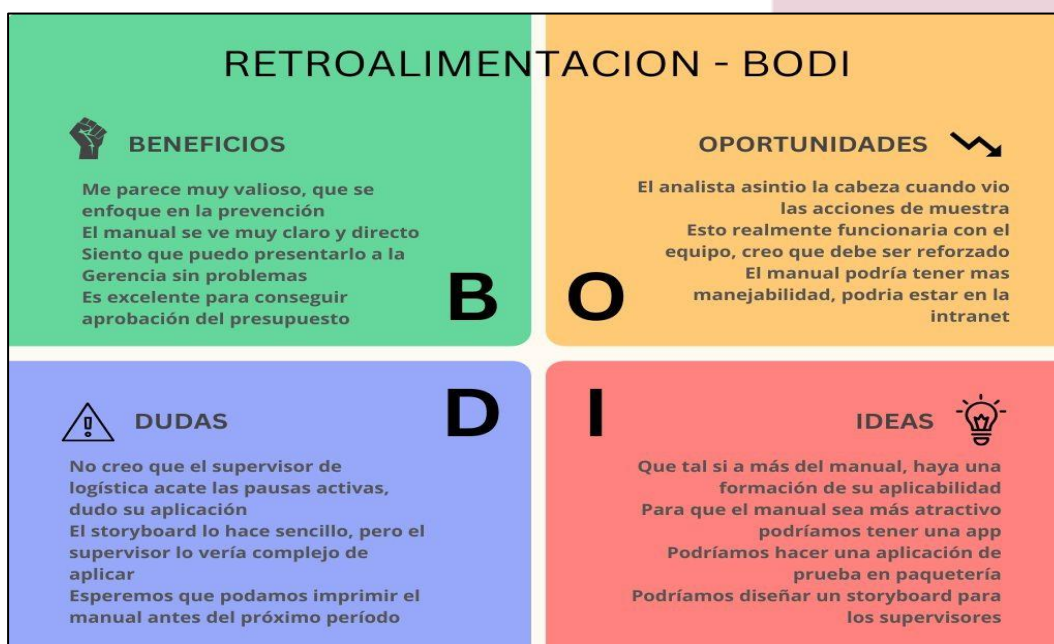 RETROALIMENTACION - BODI
BENEFICIOS
Me parece muy valioso, que se
enfoque en la prevención
El manual se ve muy claro y directo
Siento que puedo presentarlo a la
Gerencia sin problemas
Es excelente para conseguir
aprobación del presupuesto
B
OPORTUNIDADES
El analista asintio la cabeza cuando vio
las acciones de muestra
Esto realmente funcionaria con el
equipo, creo que debe ser reforzado
El manual podría tener mas
manejabilidad, podria estar en la
intranet
O
DUDAS
No creo que el supervisor de
logística acate las pausas activas,
dudo su aplicación
El storyboard lo hace sencillo, pero el
supervisor lo vería complejo de
aplicar
Esperemos que podamos imprimir el
manual antes del próximo período
D
I
IDEAS
Que tal si a más del manual, haya una
formación de su aplicabilidad
Para que el manual sea más atractivo
podríamos tener una app
Podríamos hacer una aplicación de
prueba en paquetería
Podríamos diseñar un storyboard para
los supervisores